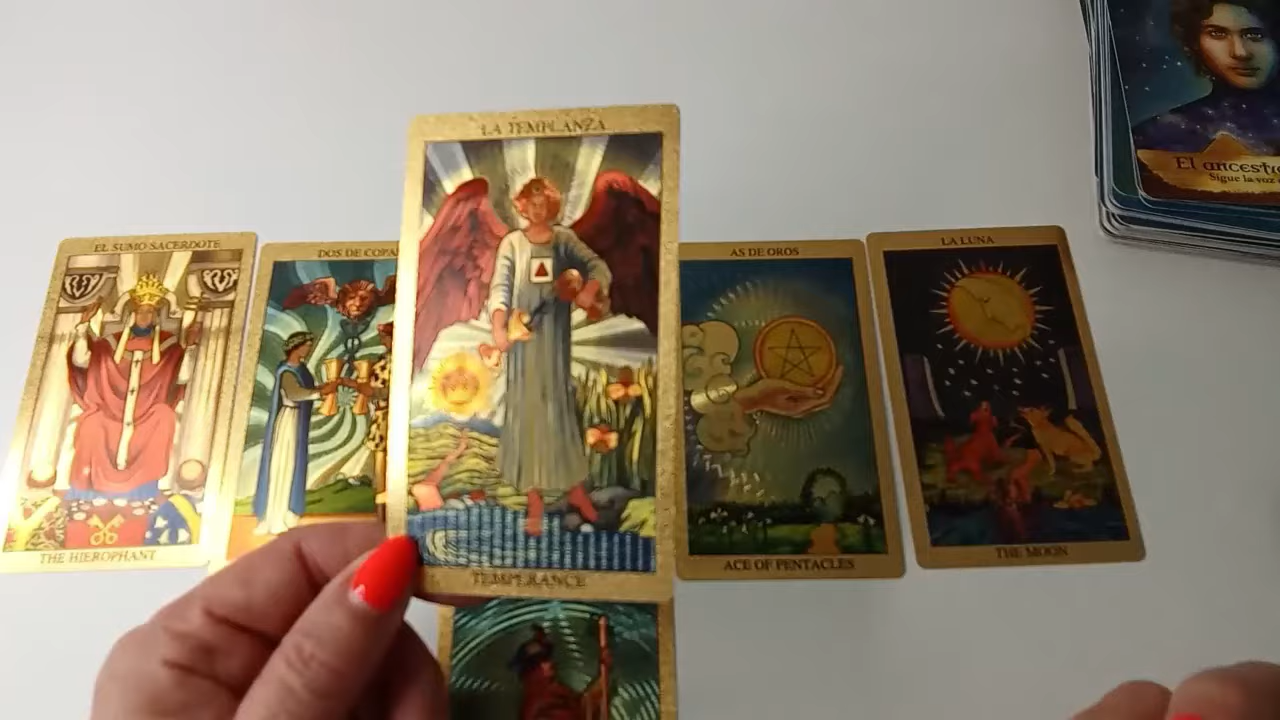 LA TEMPLANZA
EL SUMO SACERDOTE
DOS DE COPA
AS DE OROS
LA LUNA
El ancest
Sigue la voz
THE HIEROPHANT
TEMPERANCE
ACE OF PENTACLES
THE MOON